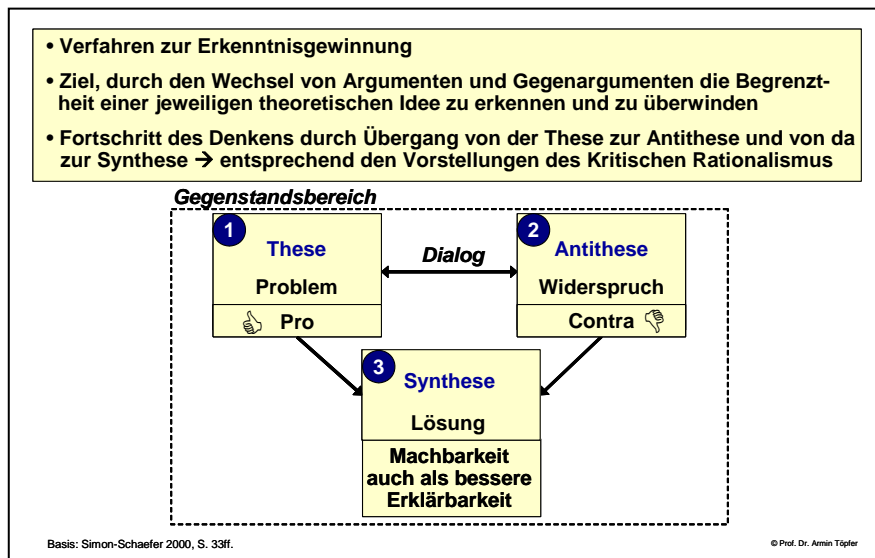 • Verfahren zur Erkenntnisgewinnung
• Ziel, durch den Wechsel von Argumenten und Gegenargumenten die Begrenzt-
heit einer jeweiligen theoretischen Idee zu erkennen und zu überwinden
• Fortschritt des Denkens durch Übergang von der These zur Antithese und von da
zur Synthese → entsprechend den Vorstellungen des Kritischen Rationalismus
Gegenstandsbereich
1
These
Problem
Pro
Dialog
2
Antithese
Widerspruch
Contra
3
Synthese
Lösung
Machbarkeit
auch als bessere
Erklärbarkeit
Basis: Simon-Schaefer 2000, S. 33ff.
© Prof. Dr. Armin Töpfer